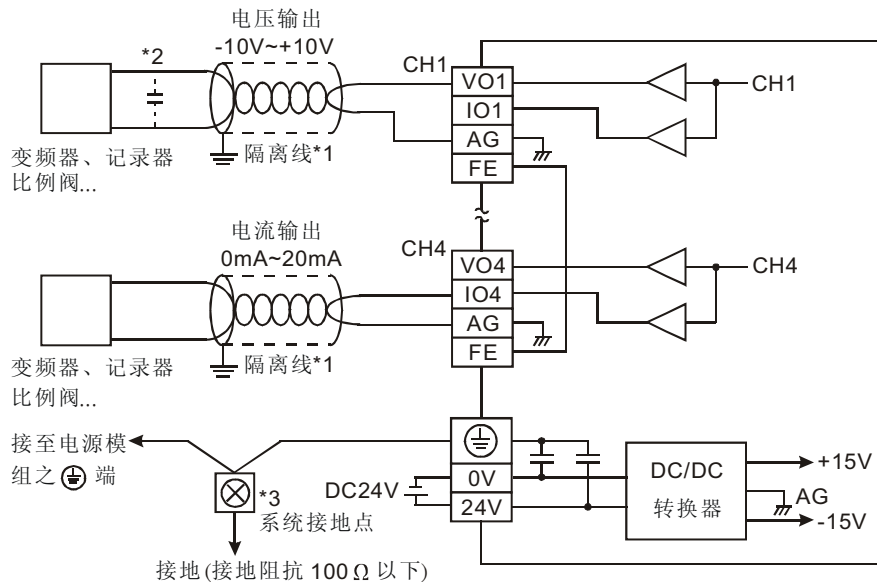 电压输出
-10V~+10V
*2
CH1
VO1
CH1
IO1
AG
隔离线*1
FE
变频器、记录器
比例阀...
电流输出
0mA~20mA
CH4
VO4
CH4
IO4
AG
隔离线*1
FE
变频器、记录器
比例阀...
接至电源模
组之 端
*3
系统接地点
DC24V
0V
24V
DC/DC
转换器
+15V
AG
-15V
接地(接地阻抗 100Ω 以下)